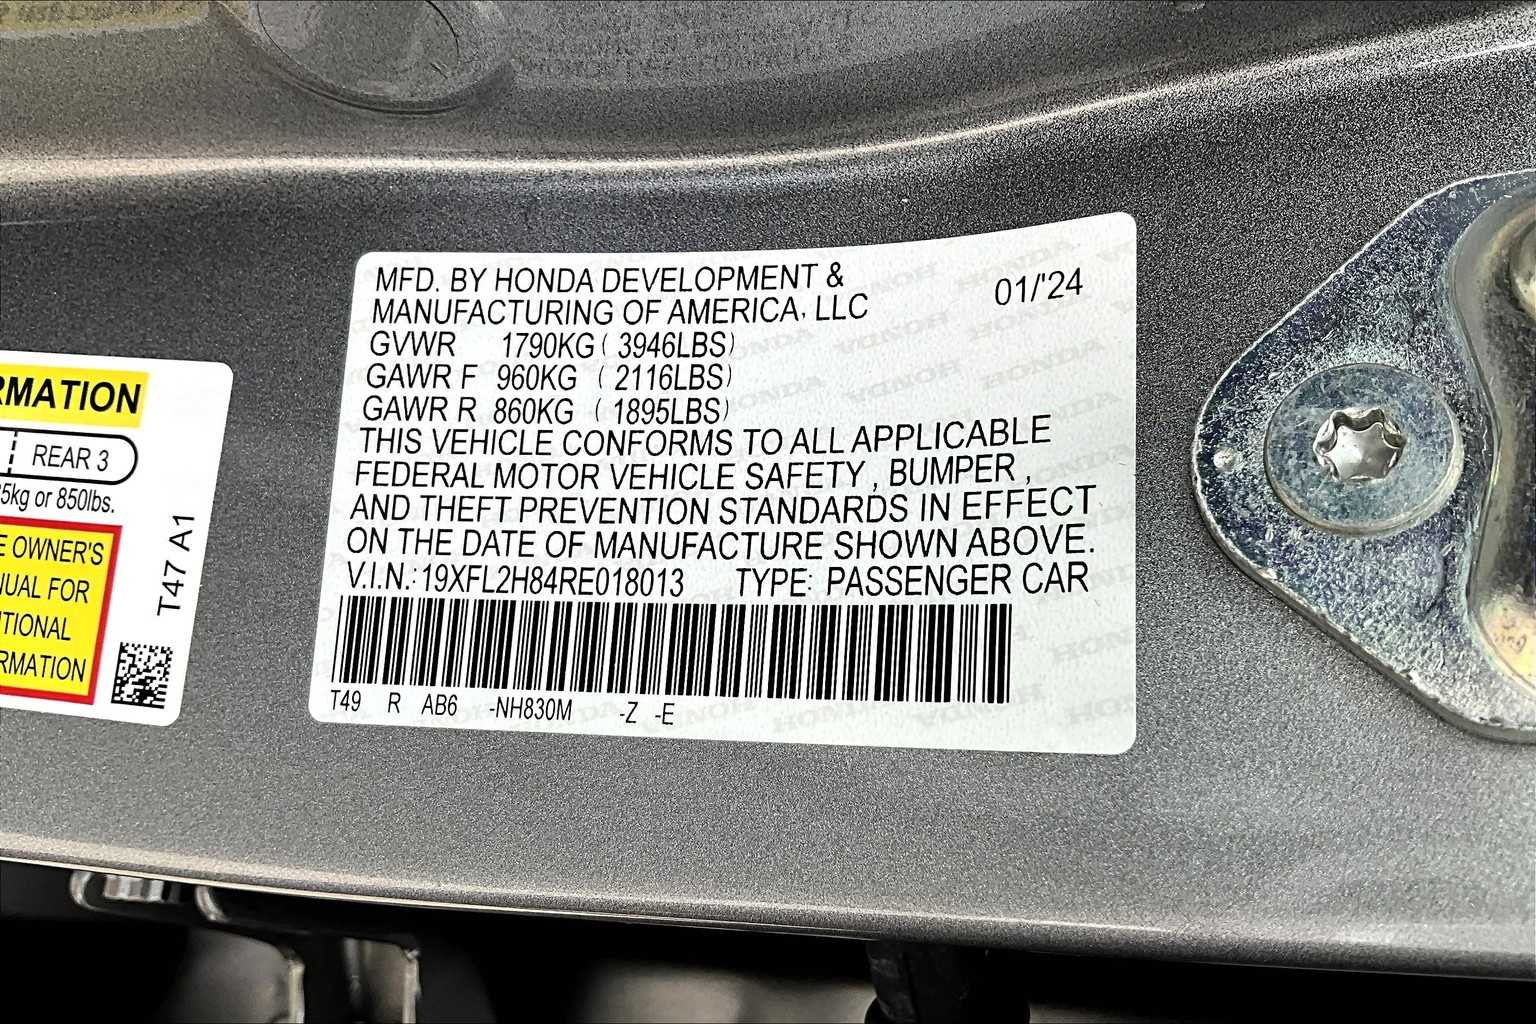 RMATION
REAR 3
5kg or 850lbs.
E OWNER'S
NUAL FOR
ITIONAL
RMATION
T47 A1
MFD. BY HONDA DEVELOPMENT &
MANUFACTURING OF AMERICA, LLC
01/'24
GVWR 1790KG ( 3946LBS)
GAWR F 960KG ( 2116LBS)
GAWR R 860KG ( 1895LBS)
THIS VEHICLE CONFORMS TO ALL APPLICABLE
FEDERAL MOTOR VEHICLE SAFETY , BUMPER ,
AND THEFT PREVENTION STANDARDS IN EFFECT
ON THE DATE OF MANUFACTURE SHOWN ABOVE.
V.I.N.: 19XFL2H84RE018013 TYPE: PASSENGER CAR
T49 R AB6 -NH830M -Z -E